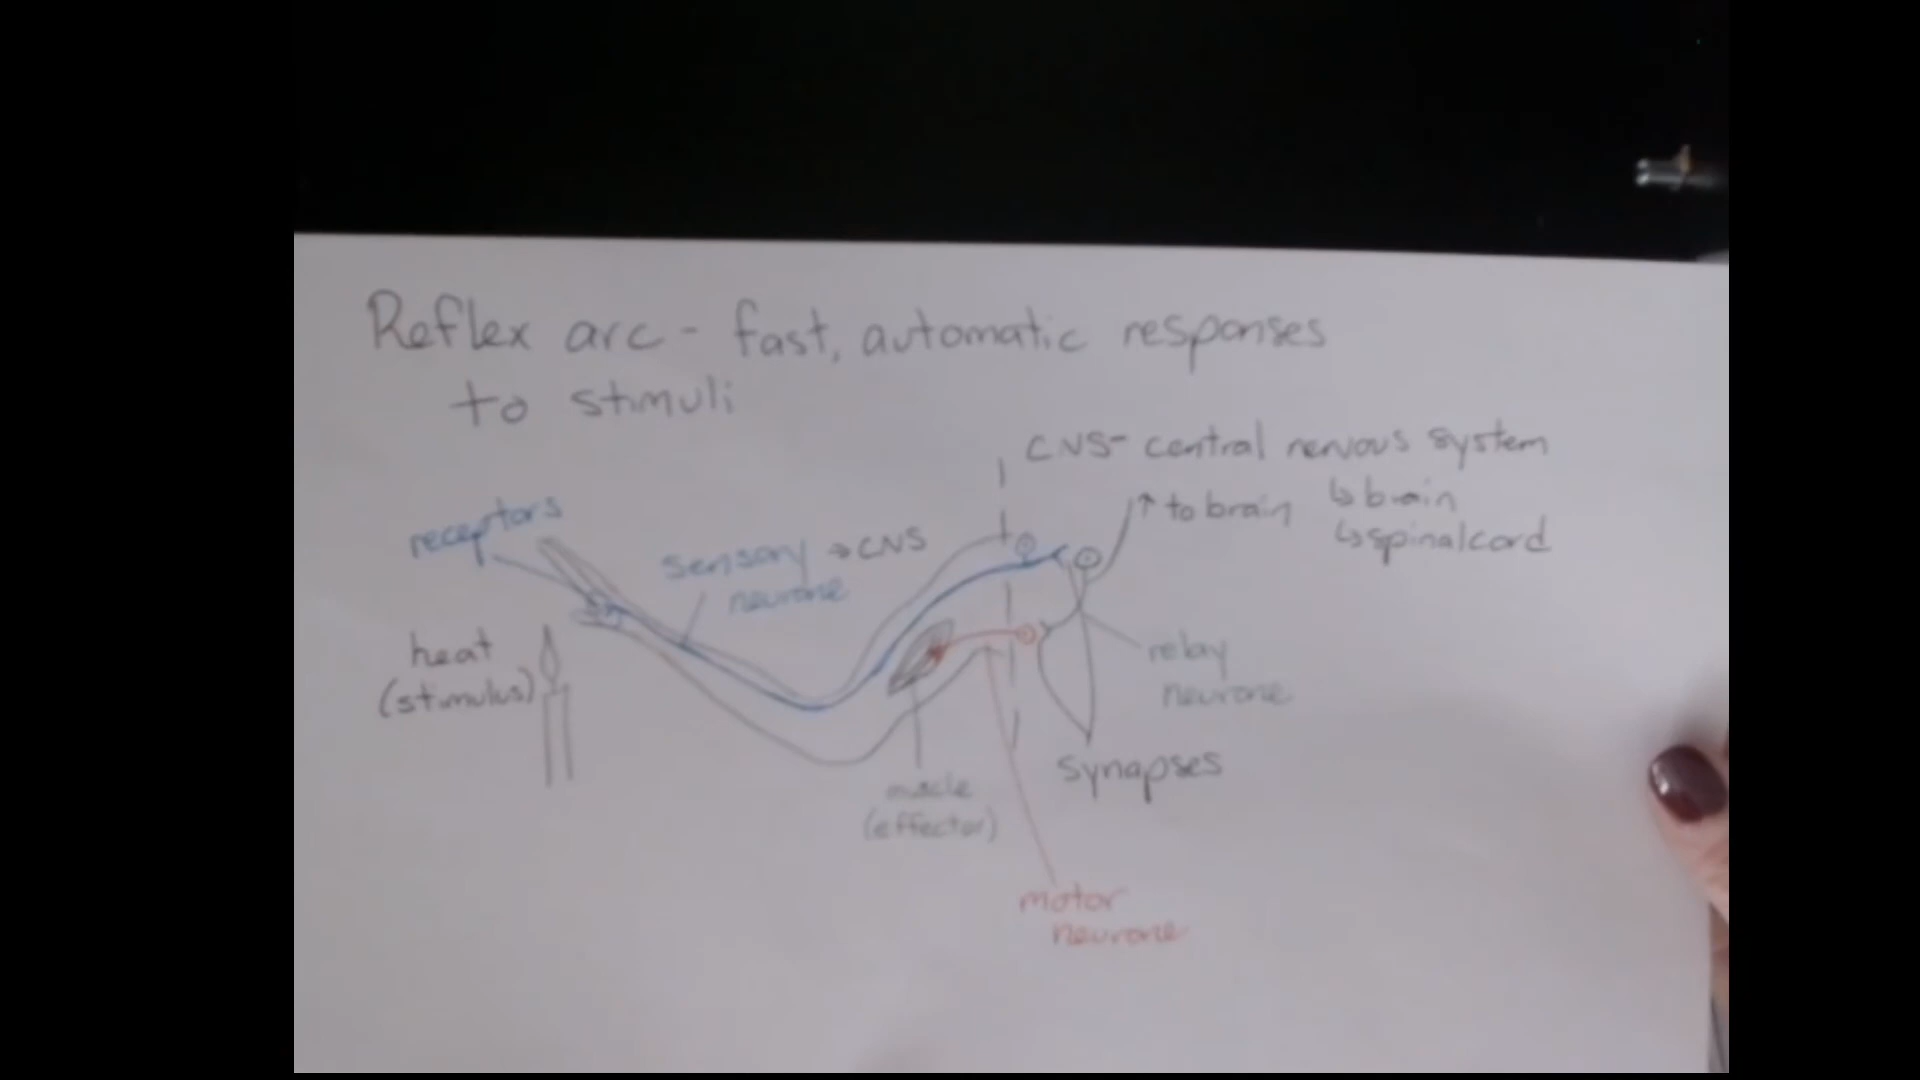 Reflex arc - fast, automatic responses
to stimuli
CNS - central nervous system
↳ brain
↳ spinal cord
↑ to brain
receptors
sensory → CNS
neurone
heat
(stimulus)
relay
neurone
synapses
muscle
(effector)
motor
neurone